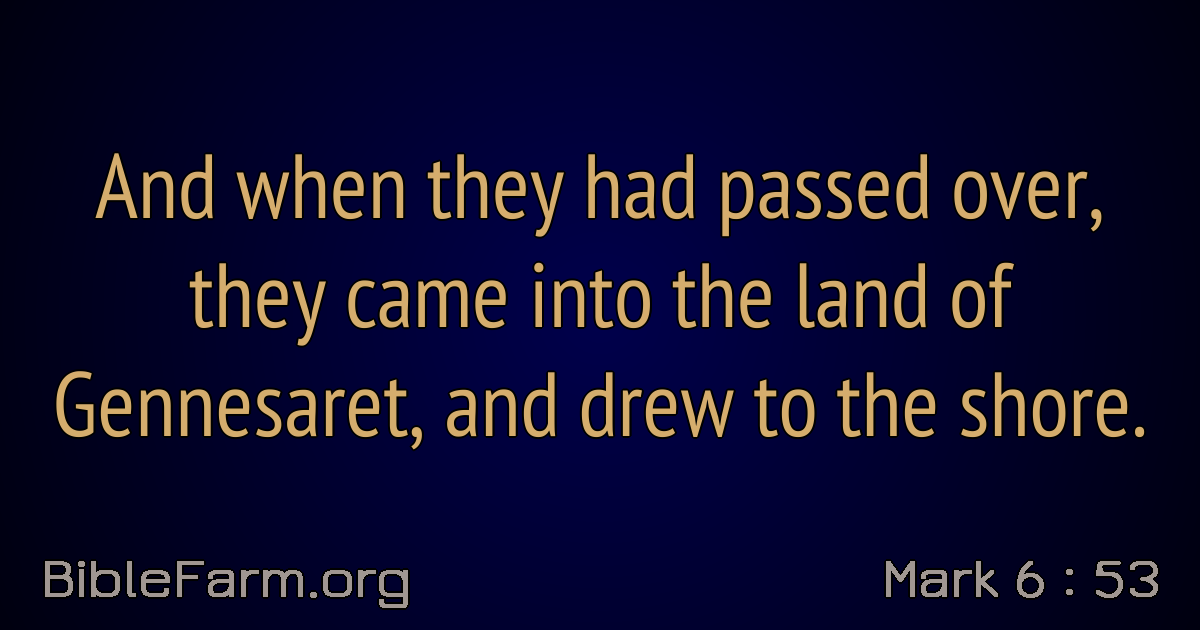 And when they had passed over,
they came into the land of
Gennesaret, and drew to the shore.
BibleFarm.org
Mark 6 : 53